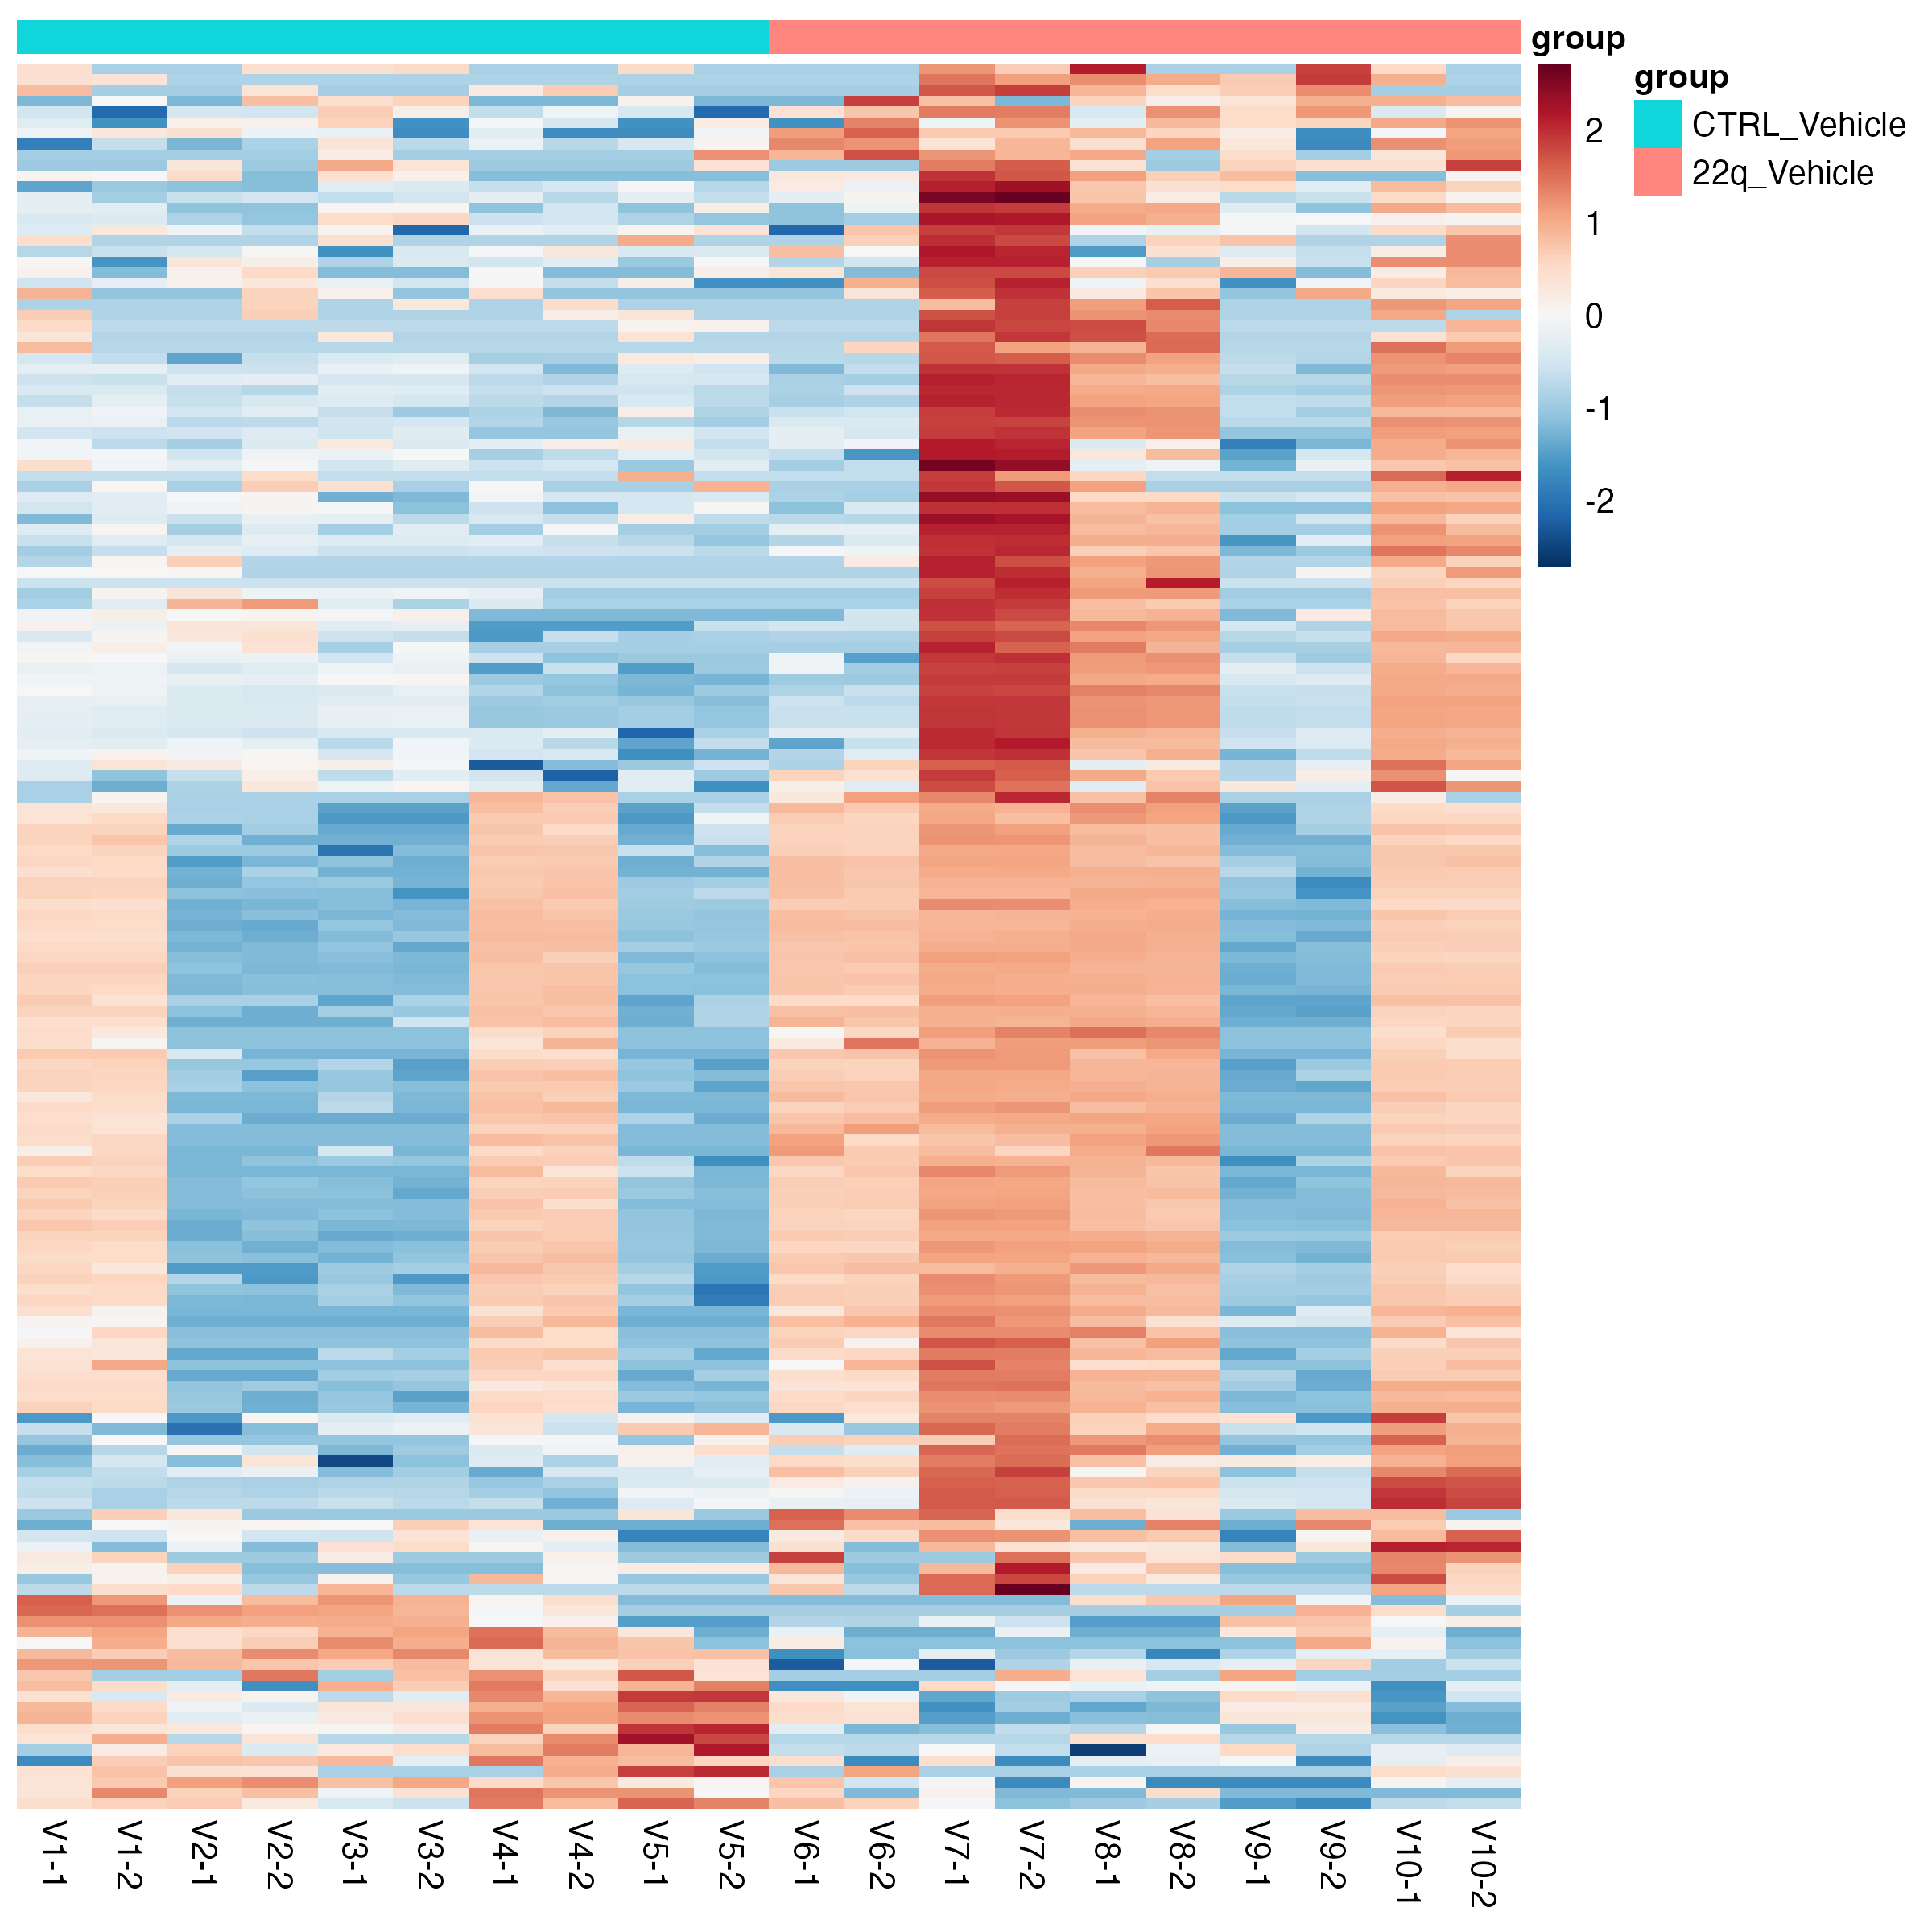 group
group
CTRL_Vehicle
22q_Vehicle
2
1
0
-1
-2
V1-1
V1-2
V2-1
V2-2
V3-1
V3-2
V4-1
V4-2
V5-1
V5-2
V6-1
V6-2
V7-1
V7-2
V8-1
V8-2
V9-1
V9-2
V10-1
V10-2